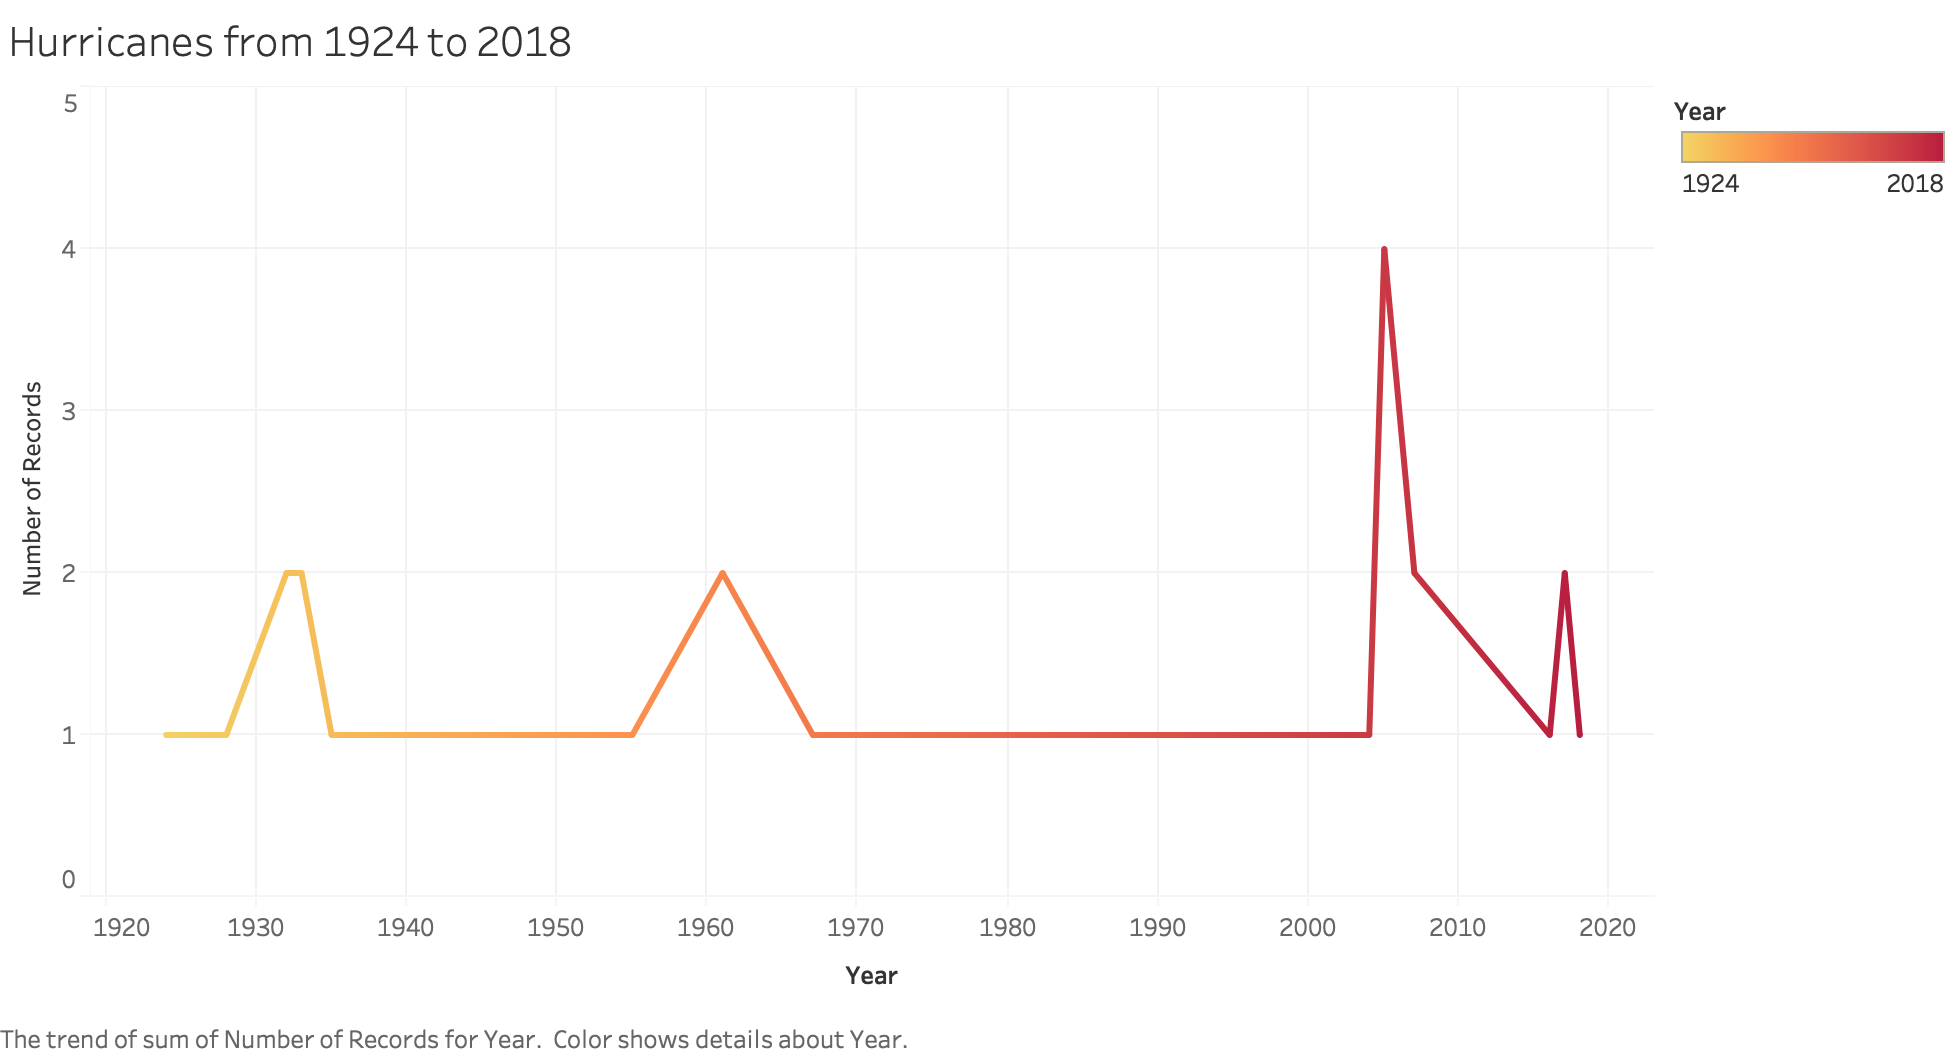 Hurricanes from 1924 to 2018
5
4
3
2
1
0
Number of Records
1920 1930 1940 1950 1960 1970 1980 1990 2000 2010 2020
Year
Year
1924 2018
The trend of sum of Number of Records for Year.  Color shows details about Year.